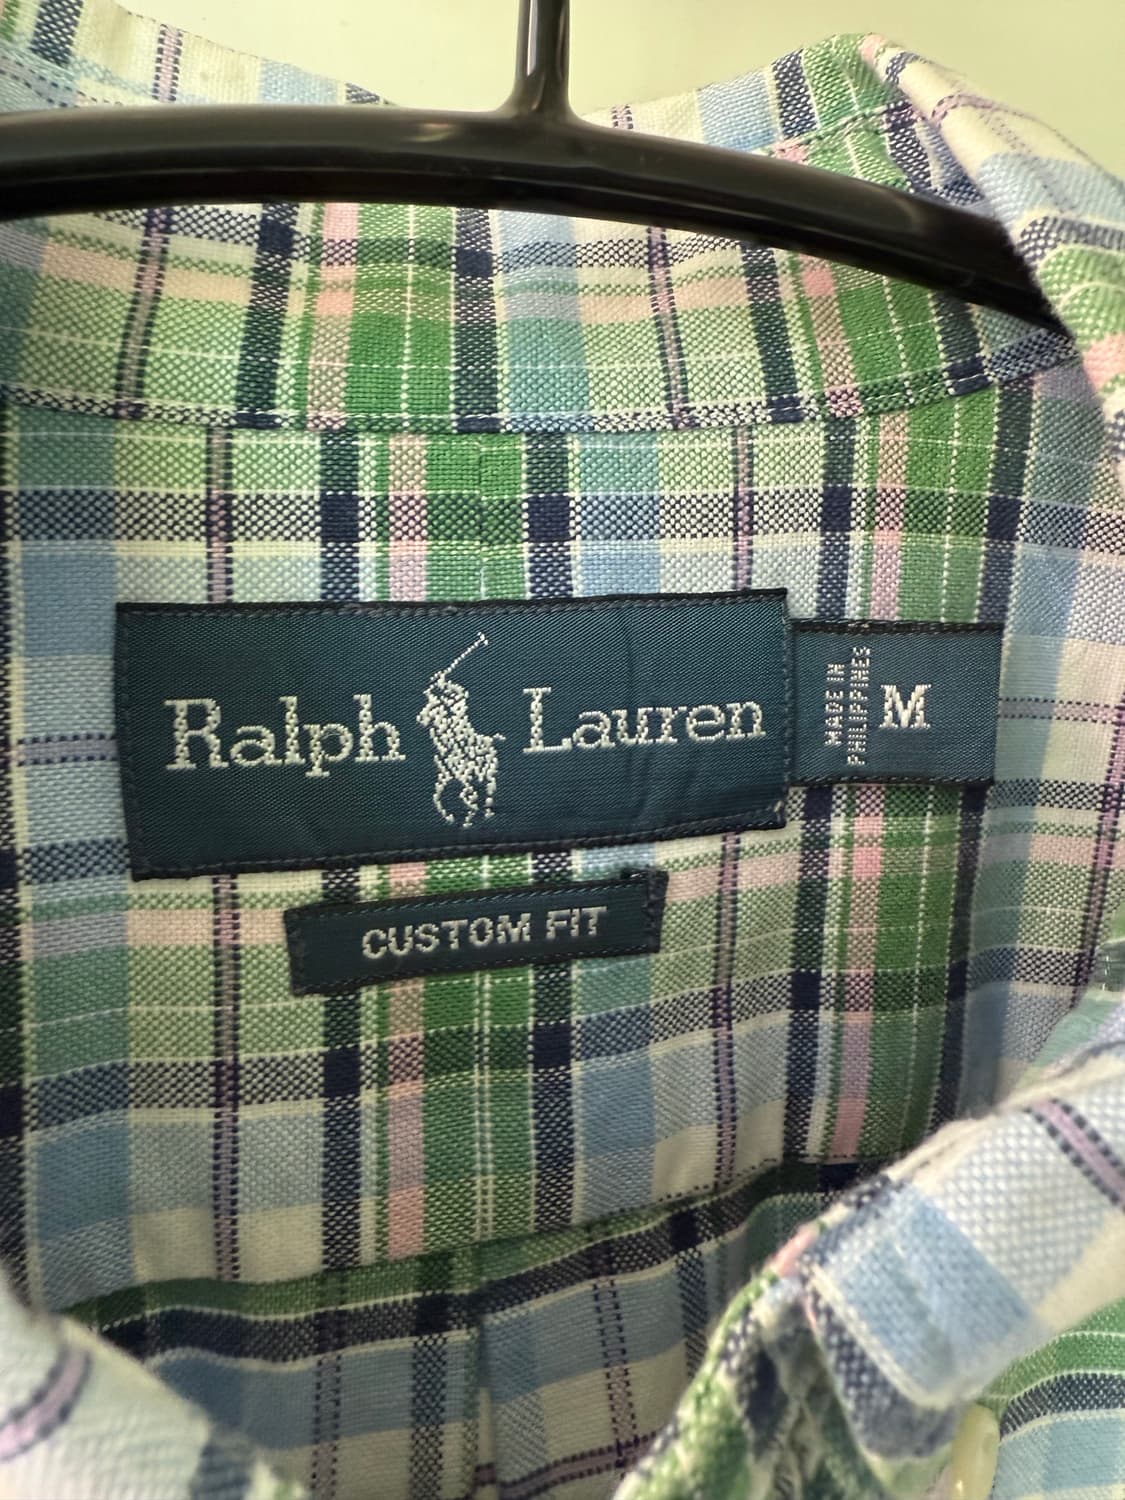 Ralph Lauren
MADE IN
PHILIPPINES
M
CUSTOM FIT